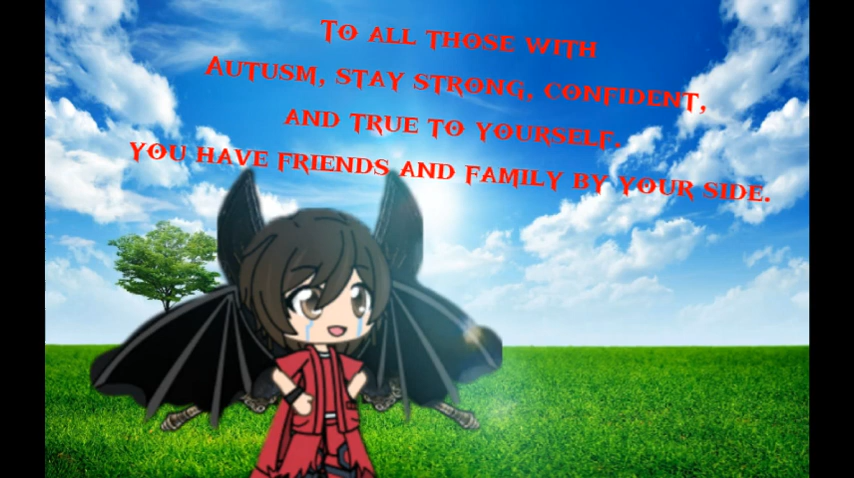 To all those with
Autusm, stay strong, confident,
and true to yourself.
you have friends and family by your side.